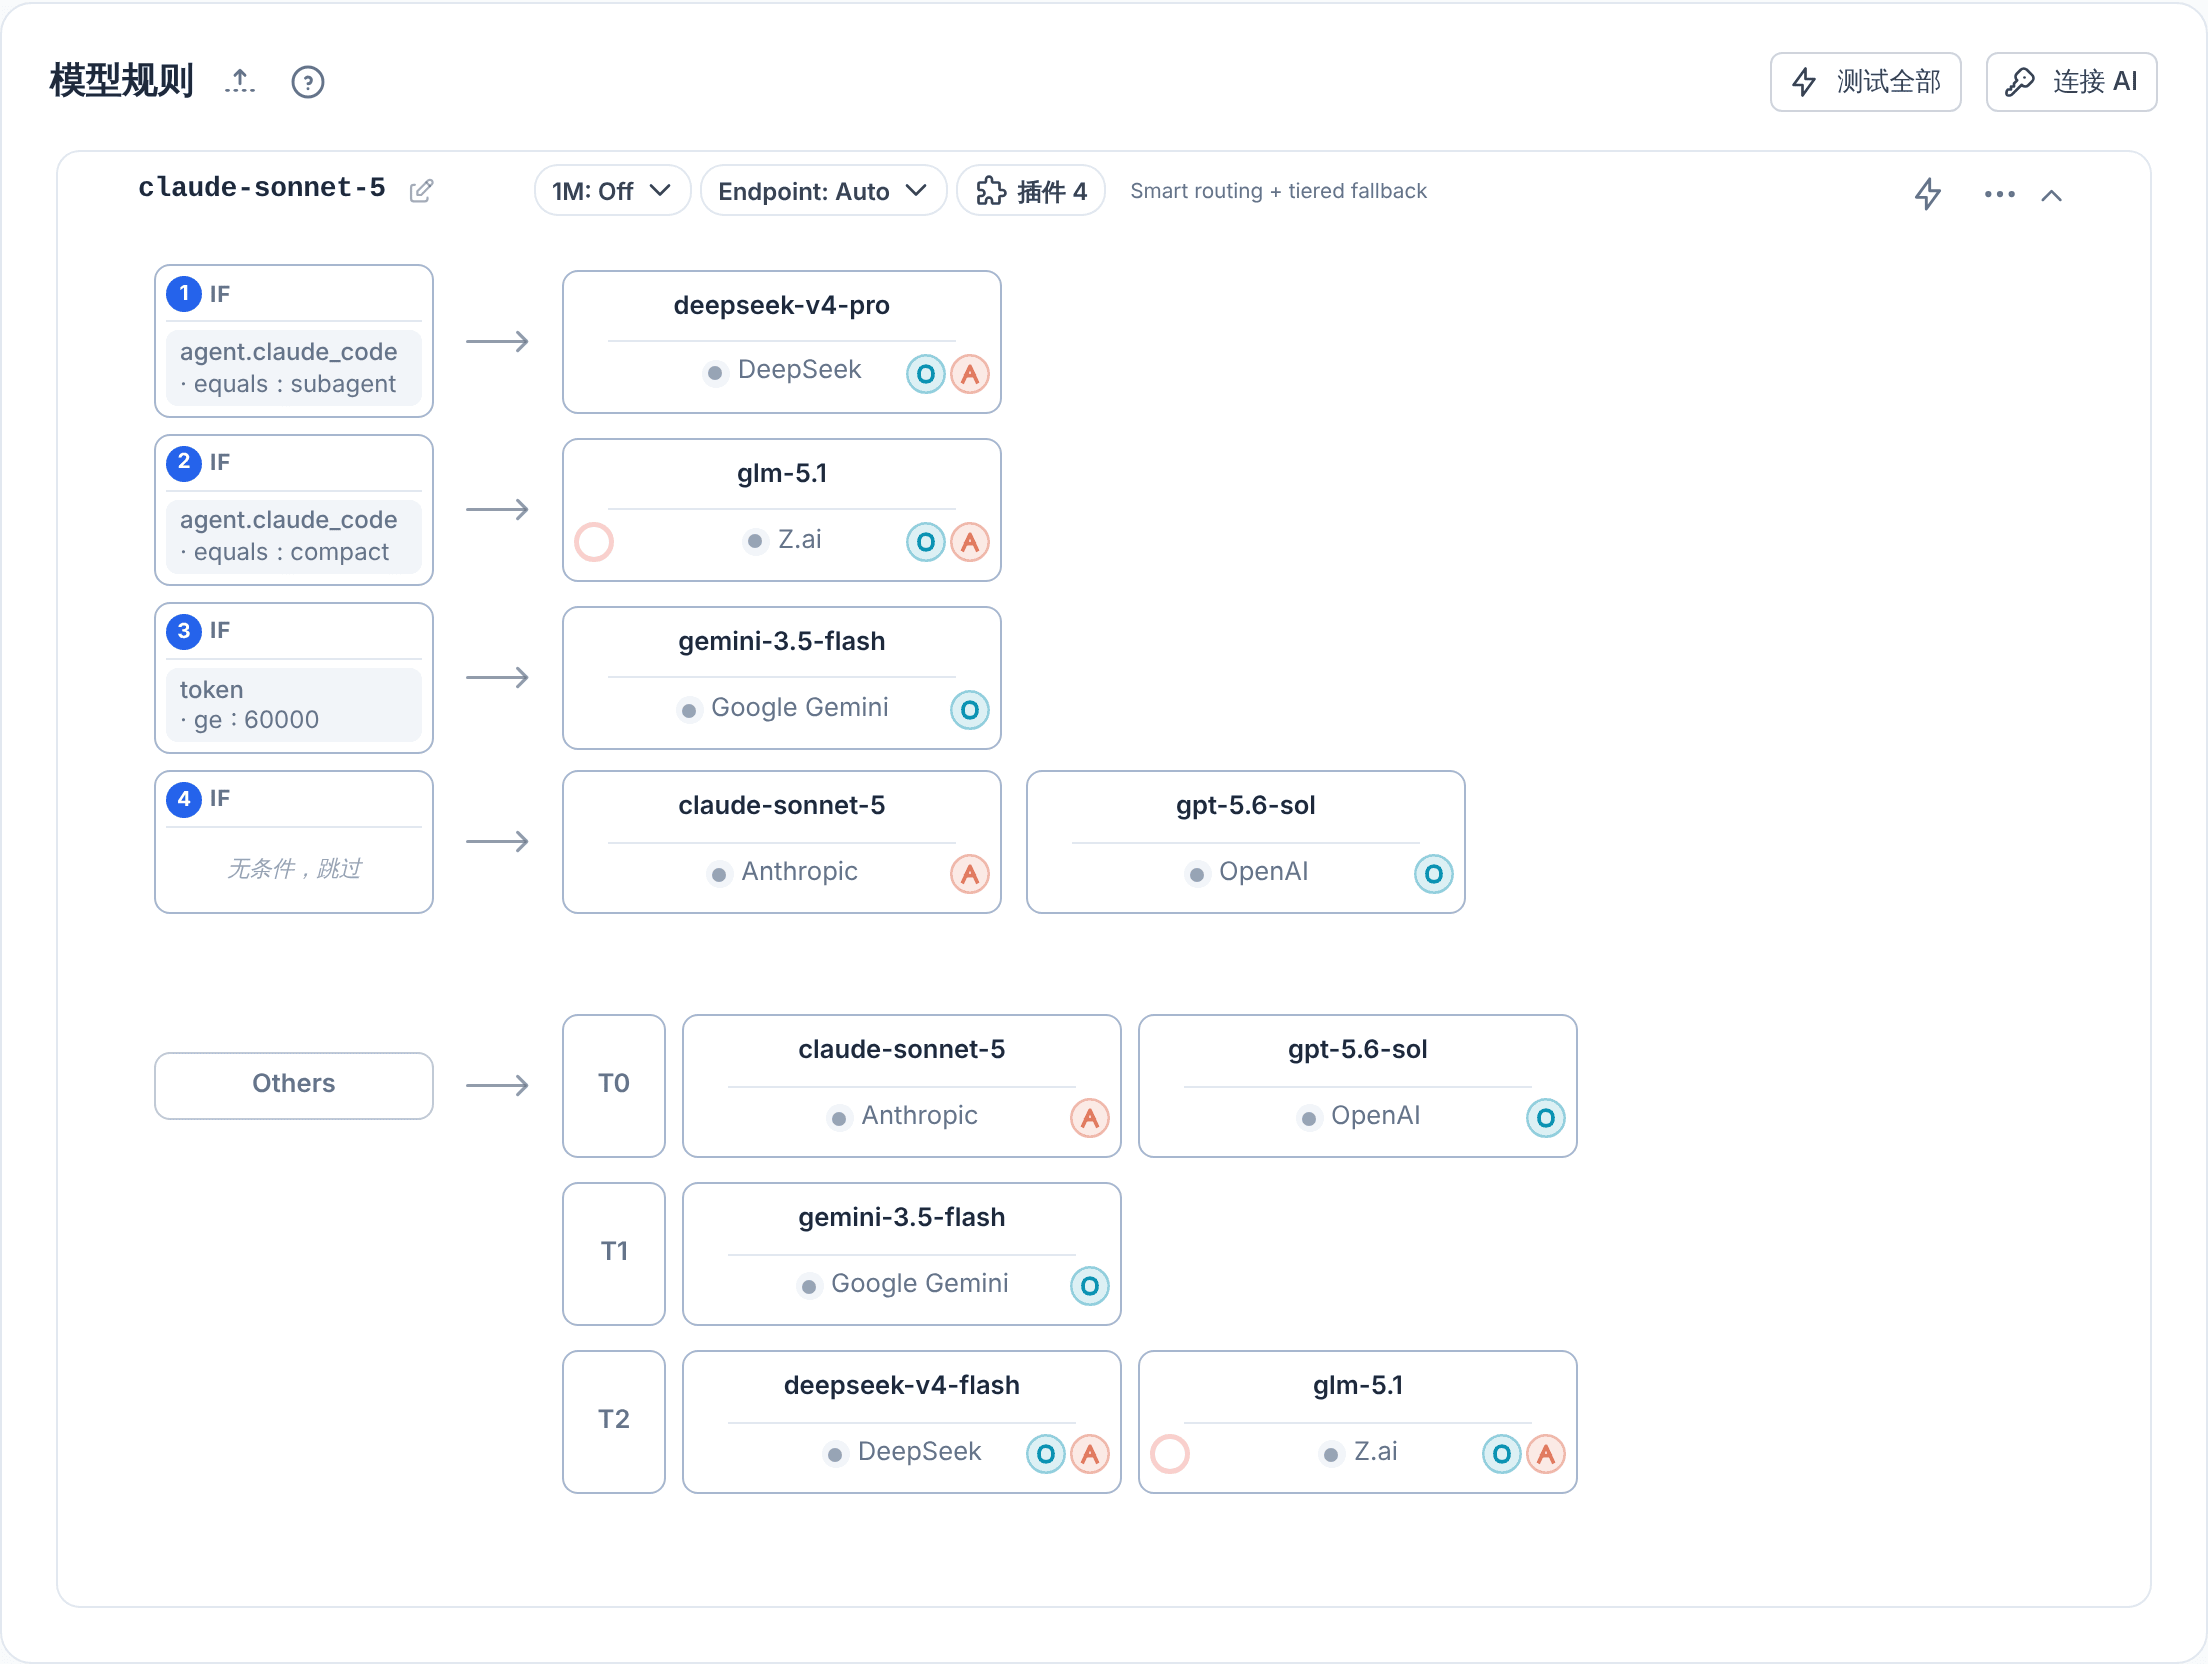 模型规则
测试全部
连接 AI
claude-sonnet-5
1M: Off
Endpoint: Auto
插件 4
Smart routing + tiered fallback
1 IF
agent.claude_code
· equals : subagent
deepseek-v4-pro
DeepSeek
O A
2 IF
agent.claude_code
· equals : compact
glm-5.1
Z.ai
O A
3 IF
token
· ge : 60000
gemini-3.5-flash
Google Gemini
O
4 IF
无条件，跳过
claude-sonnet-5
Anthropic
A
gpt-5.6-sol
OpenAI
O
Others
T0
claude-sonnet-5
Anthropic
A
gpt-5.6-sol
OpenAI
O
T1
gemini-3.5-flash
Google Gemini
O
T2
deepseek-v4-flash
DeepSeek
O A
glm-5.1
Z.ai
O A